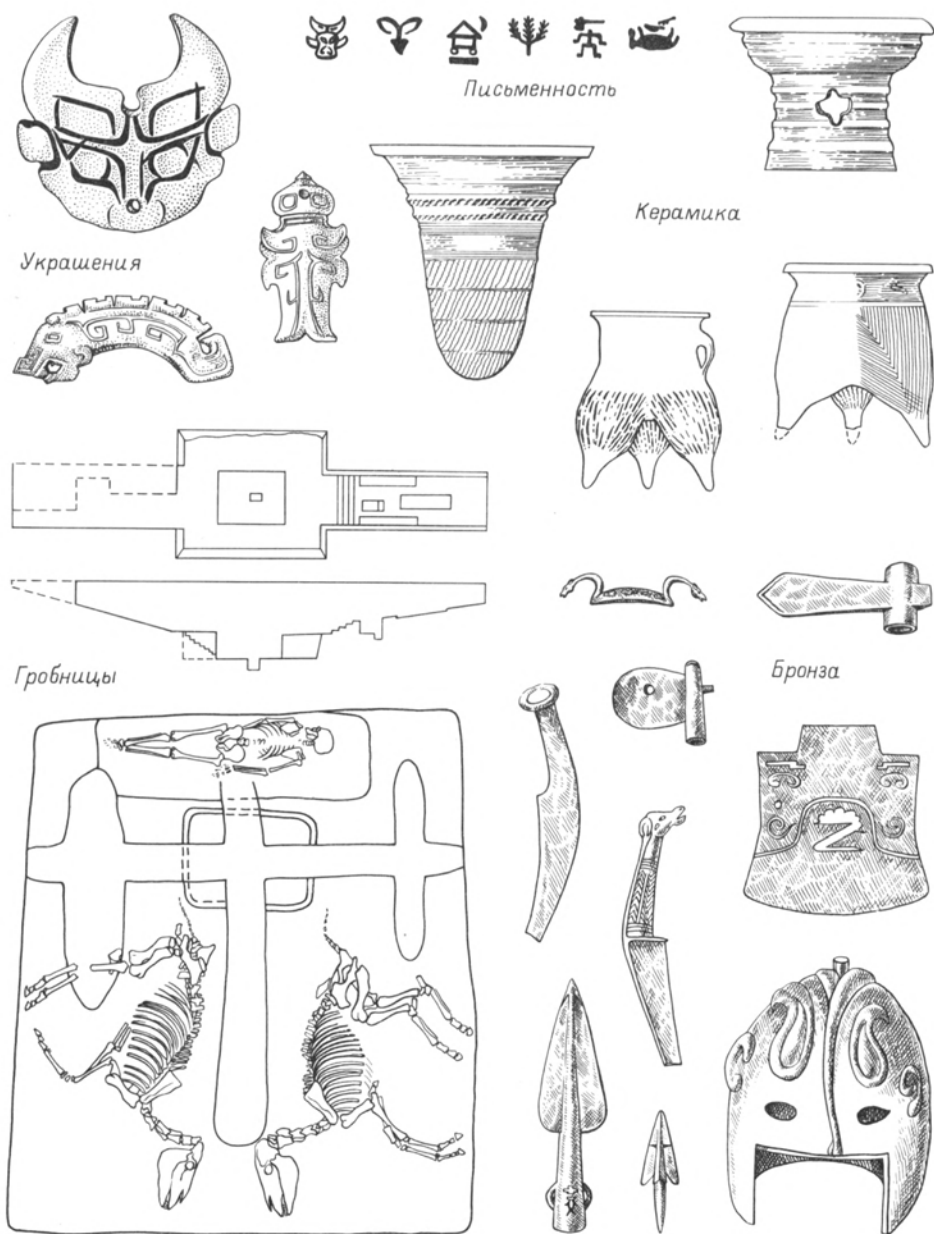 Письменность
Керамика
Украшения
Гробницы
Бронза